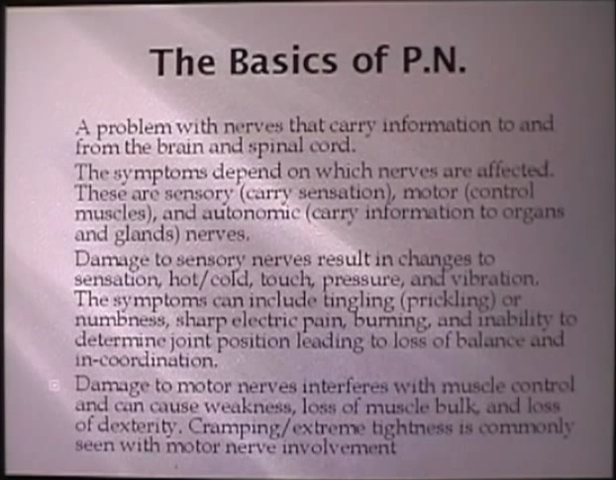 The Basics of P.N.
A problem with nerves that carry information to and
from the brain and spinal cord.
The symptoms depend on which nerves are affected.
These are sensory (carry sensation), motor (control
muscles), and autonomic (carry information to organs
and glands) nerves.
Damage to sensory nerves result in changes to
sensation, hot/cold, touch, pressure, and vibration.
The symptoms can include tingling (prickling) or
numbness, sharp electric pain, burning, and inability to
determine joint position leading to loss of balance and
in-coordination.
Damage to motor nerves interferes with muscle control
and can cause weakness, loss of muscle bulk, and loss
of dexterity. Cramping/extreme tightness is commonly
seen with motor nerve involvement